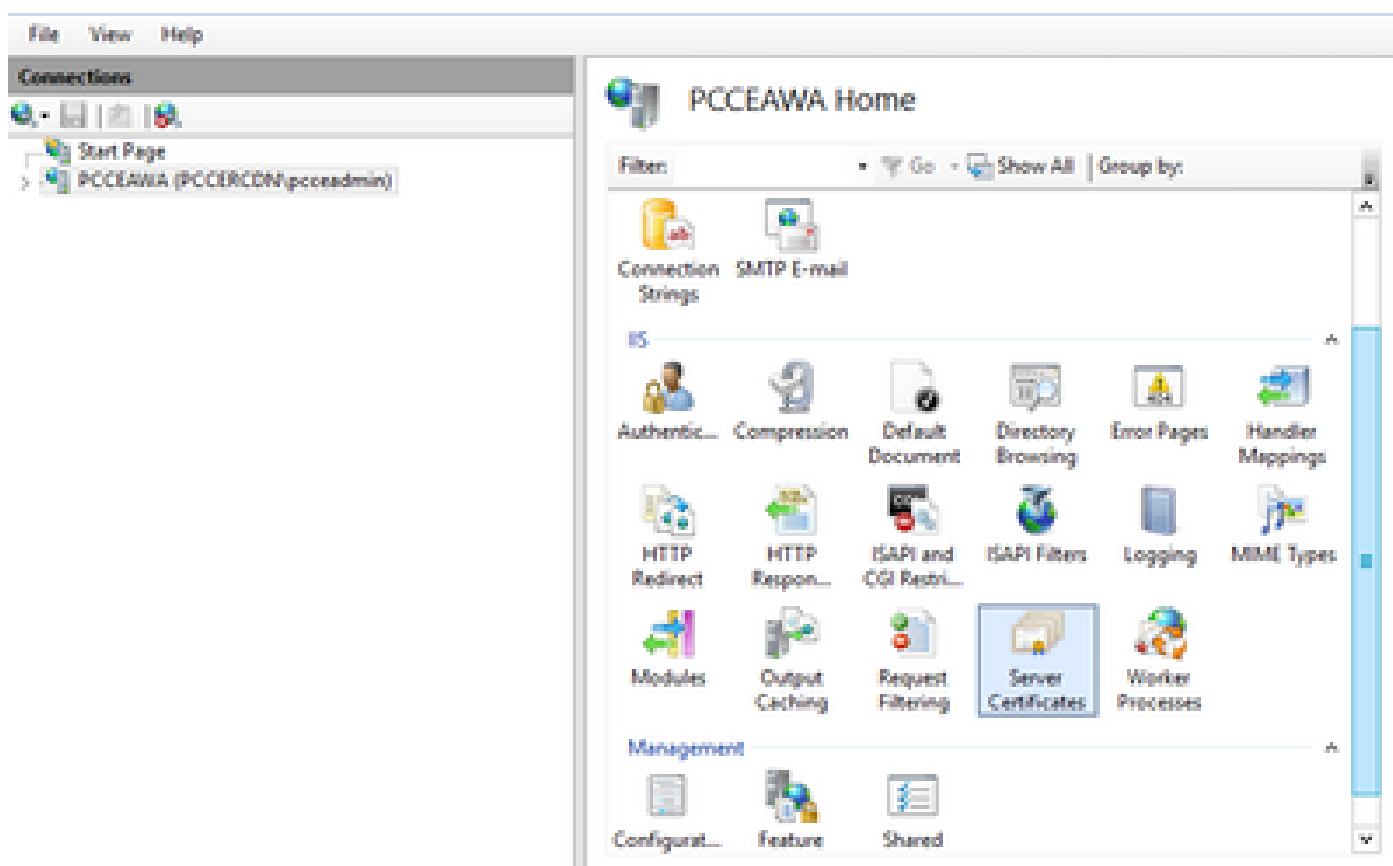 File View Help
Connections
PCCEAWA Home
Start Page
PCCEAWA (PCCERCDN\pcceadmin)
Filter: Go Show All Group by:
Connection Strings
SMTP E-mail
IIS
Authentic...
Compression
Default Document
Directory Browsing
Error Pages
Handler Mappings
HTTP Redirect
HTTP Respon...
ISAPI and CGI Restri...
ISAPI Filters
Logging
MIME Types
Modules
Output Caching
Request Filtering
Server Certificates
Worker Processes
Management
Configurat...
Feature
Shared